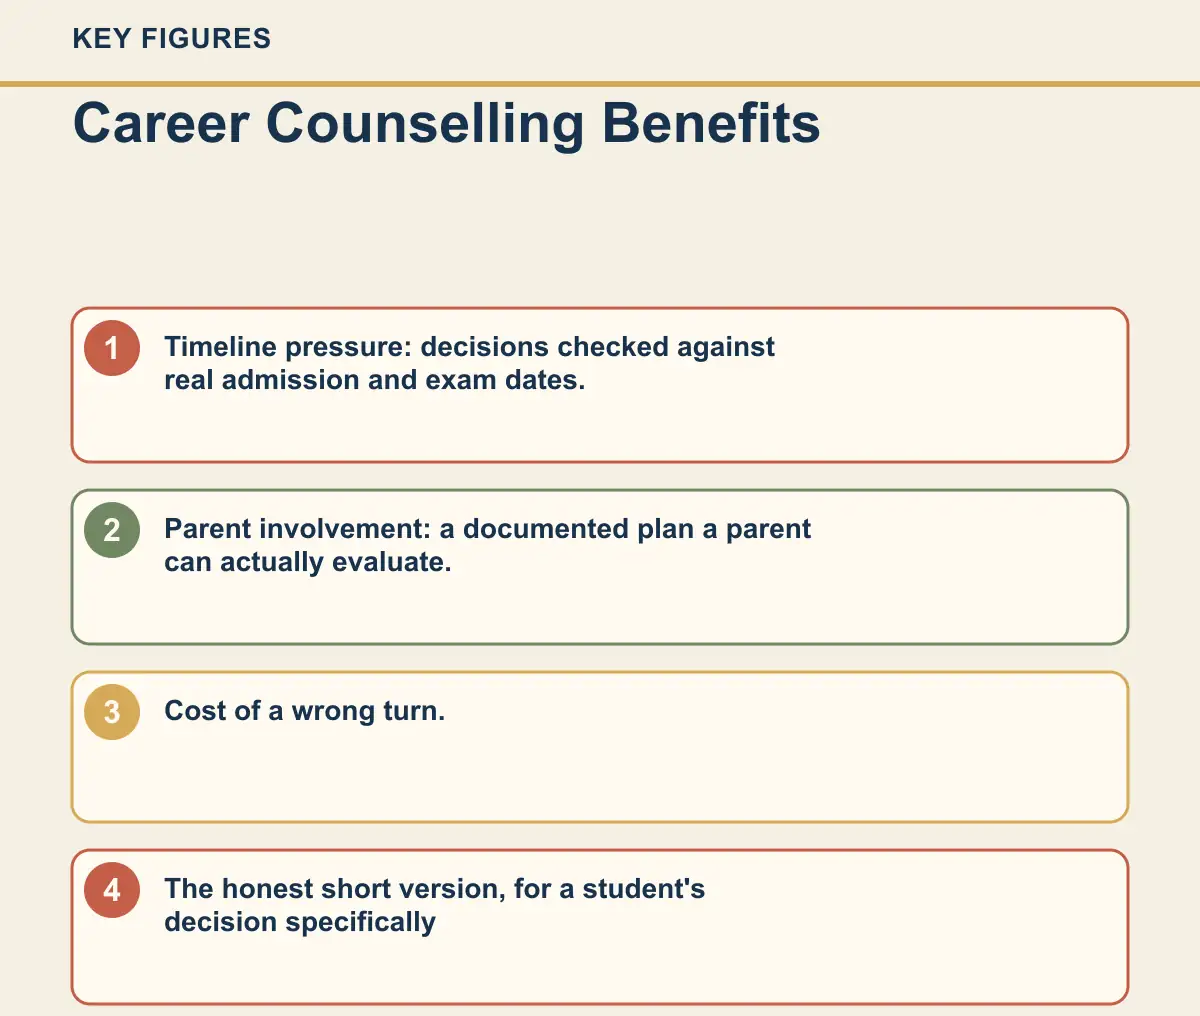 KEY FIGURES
Career Counselling Benefits
1
Timeline pressure: decisions checked against
real admission and exam dates.
2
Parent involvement: a documented plan a parent
can actually evaluate.
3
Cost of a wrong turn.
4
The honest short version, for a student's
decision specifically